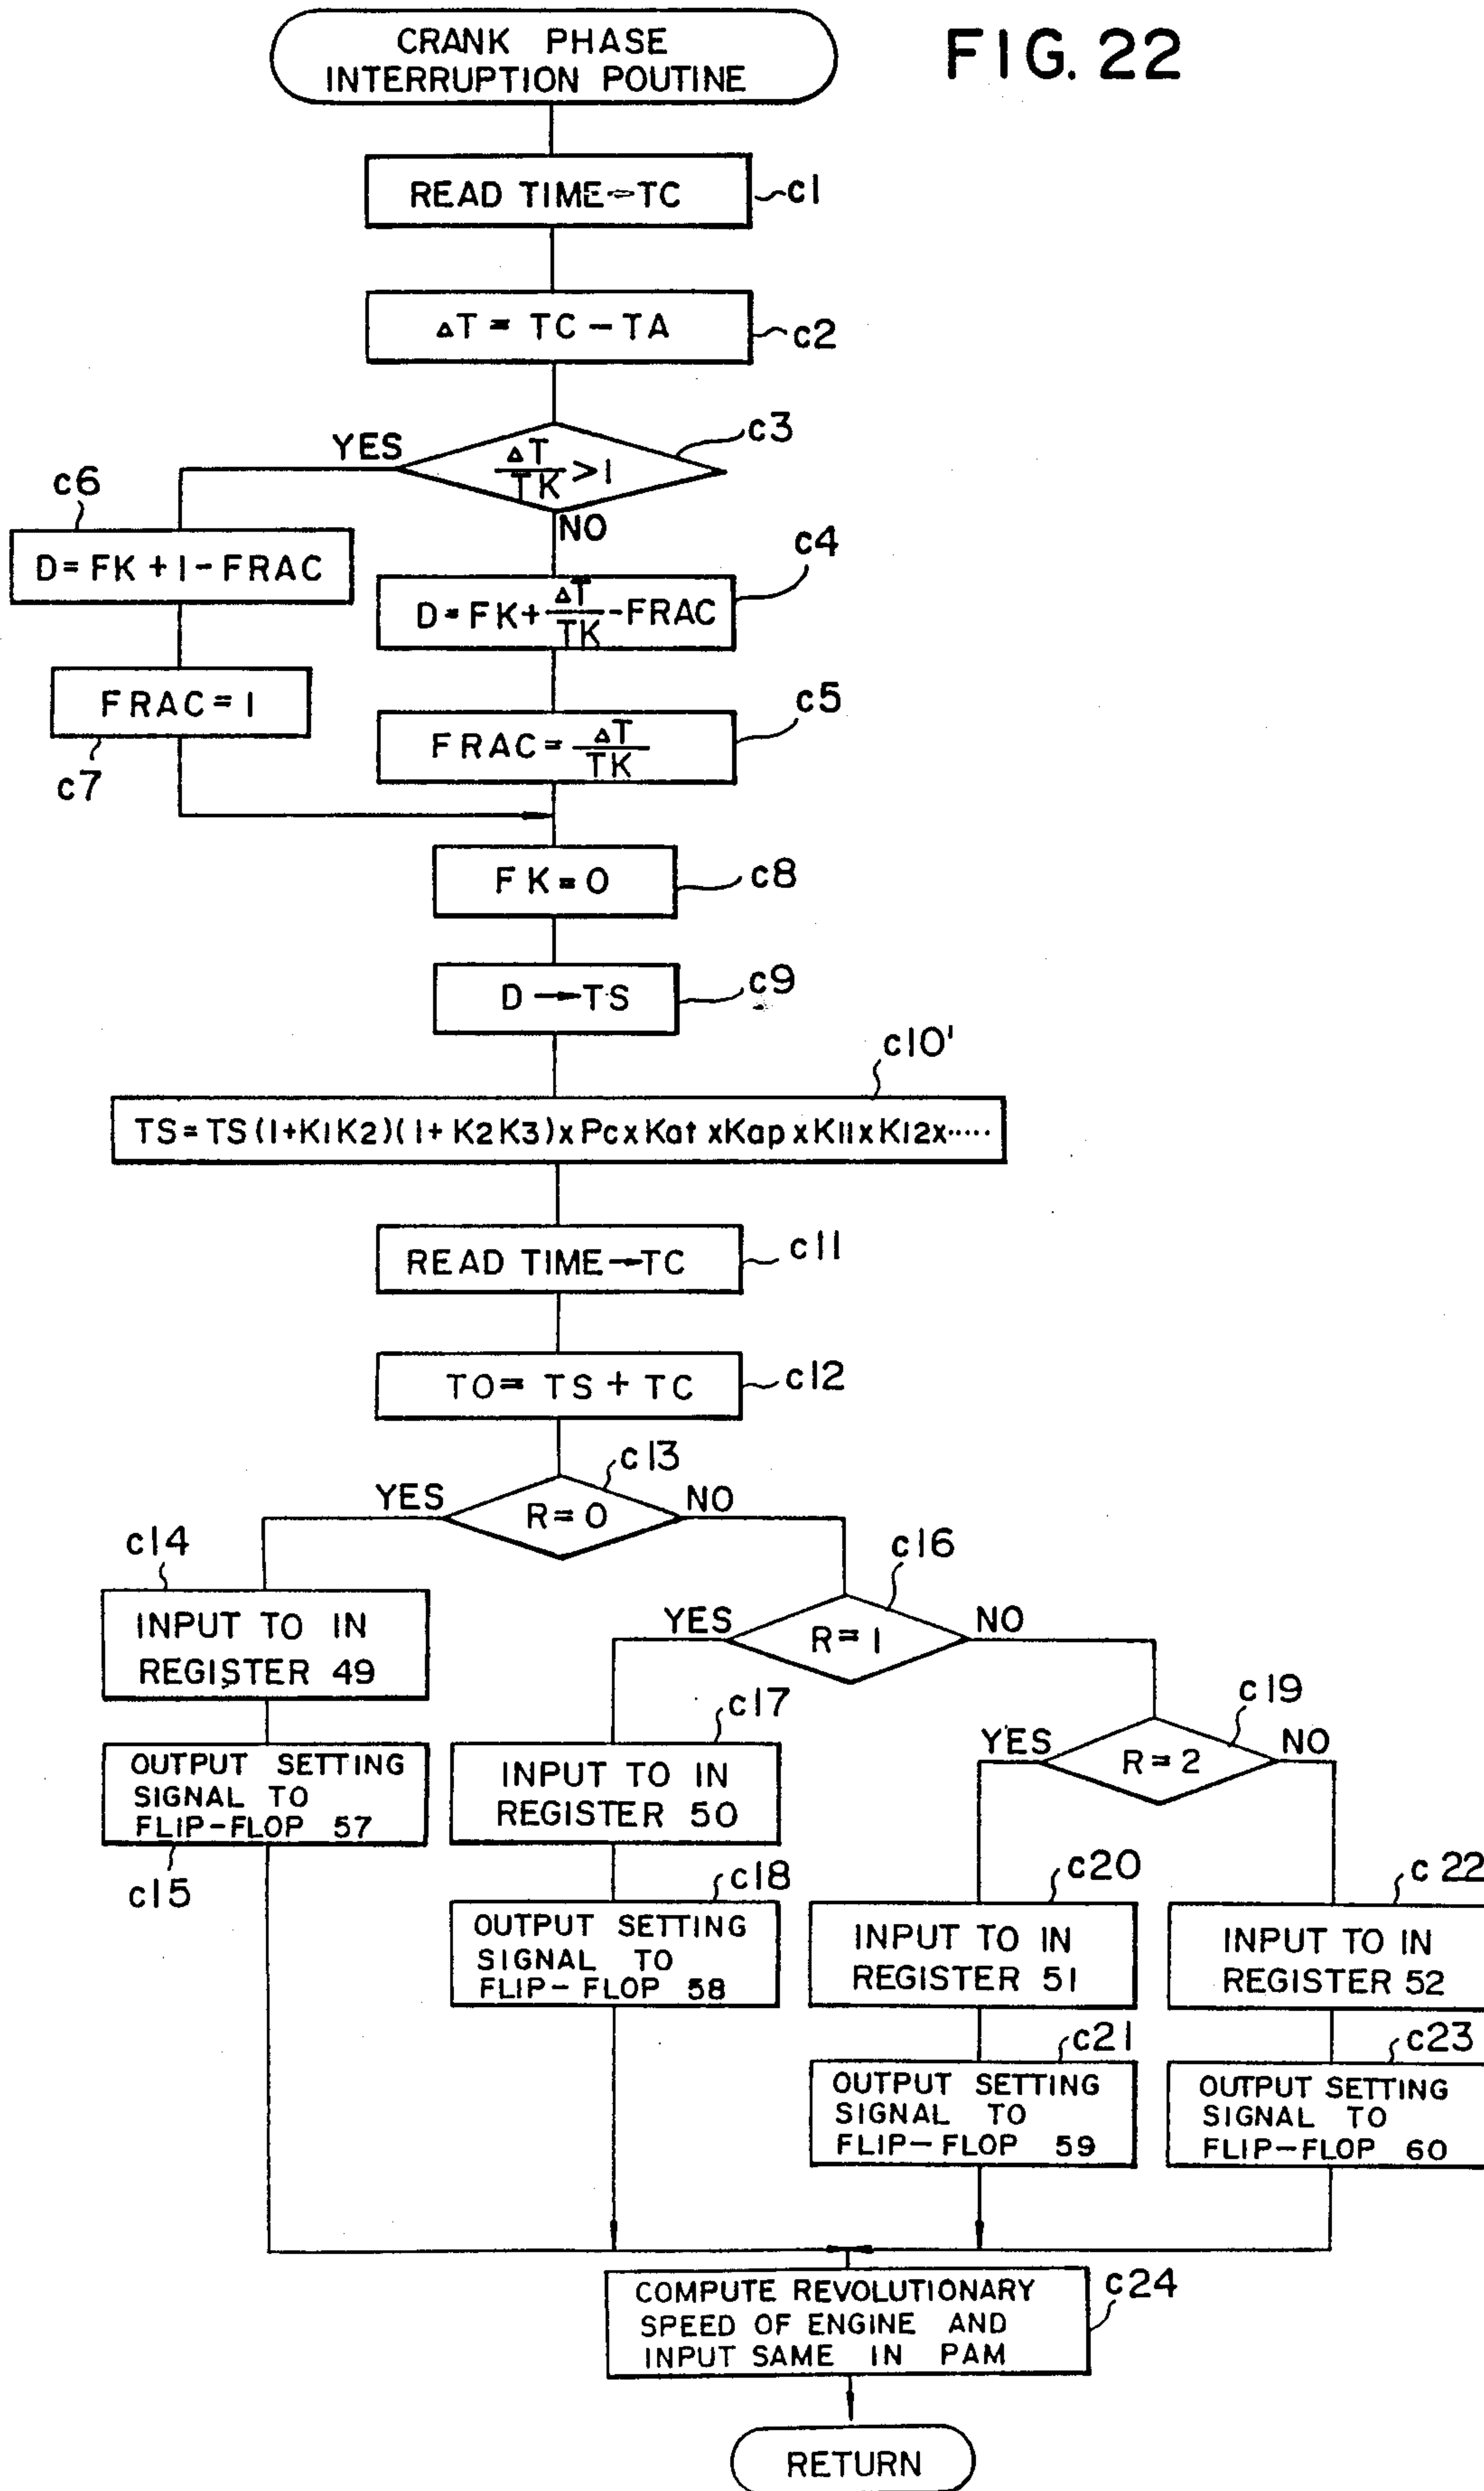 FIG. 22
CRANK PHASE
INTERRUPTION POUTINE
READ TIME→TC
c1
ΔT = TC - TA
c2
c3
YES
ΔT
TK >1
NO
c6
D=FK+1-FRAC
c4
D=FK+ΔT/TK-FRAC
FRAC=1
c7
c5
FRAC=ΔT/TK
FK=0
c8
D→TS
c9
c10'
TS=TS(1+K1K2)(1+K2K3)xPcxKatxKapxK11xK12x.....
READ TIME→TC
c11
TO= TS + TC
c12
c13
YES
R=0
NO
c14
INPUT TO IN
REGISTER 49
c16
YES
R=1
NO
OUTPUT SETTING
SIGNAL TO
FLIP-FLOP 57
c15
c17
INPUT TO IN
REGISTER 50
c19
YES
R=2
NO
c18
OUTPUT SETTING
SIGNAL TO
FLIP-FLOP 58
c20
INPUT TO IN
REGISTER 51
c22
INPUT TO IN
REGISTER 52
c21
OUTPUT SETTING
SIGNAL TO
FLIP-FLOP 59
c23
OUTPUT SETTING
SIGNAL TO
FLIP-FLOP 60
c24
COMPUTE REVOLUTIONARY
SPEED OF ENGINE AND
INPUT SAME IN PAM
RETURN